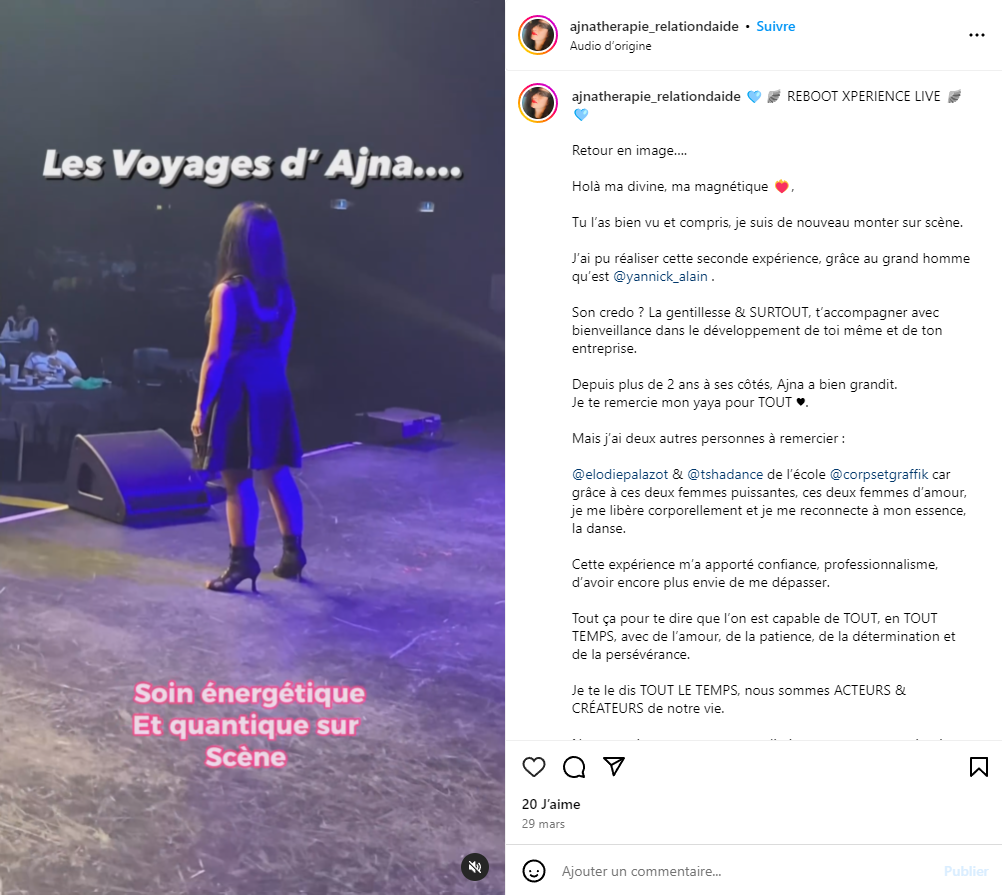 Les Voyages d' Ajna....
Soin énergétique
Et quantique sur
Scène
ajnatherapie_relationdaide • Suivre
Audio d'origine
ajnatherapie_relationdaide 🩵 🪽 REBOOT XPERIENCE LIVE 🪽
🩵
Retour en image....
Holà ma divine, ma magnétique ❤️‍🔥,
Tu l'as bien vu et compris, je suis de nouveau monter sur scène.
J'ai pu réaliser cette seconde expérience, grâce au grand homme
qu'est @yannick_alain .
Son credo ? La gentillesse & SURTOUT, t'accompagner avec
bienveillance dans le développement de toi même et de ton
entreprise.
Depuis plus de 2 ans à ses côtés, Ajna a bien grandit.
Je te remercie mon yaya pour TOUT ♥.
Mais j'ai deux autres personnes à remercier :
@elodiepalazot & @tshadance de l'école @corpsetgraffik car
grâce à ces deux femmes puissantes, ces deux femmes d'amour,
je me libère corporellement et je me reconnecte à mon essence,
la danse.
Cette expérience m'a apporté confiance, professionnalisme,
d'avoir encore plus envie de me dépasser.
Tout ça pour te dire que l'on est capable de TOUT, en TOUT
TEMPS, avec de l'amour, de la patience, de la détermination et
de la persévérance.
Je te le dis TOUT LE TEMPS, nous sommes ACTEURS &
CRÉATEURS de notre vie.
20 J'aime
29 mars
Ajouter un commentaire...
Publier